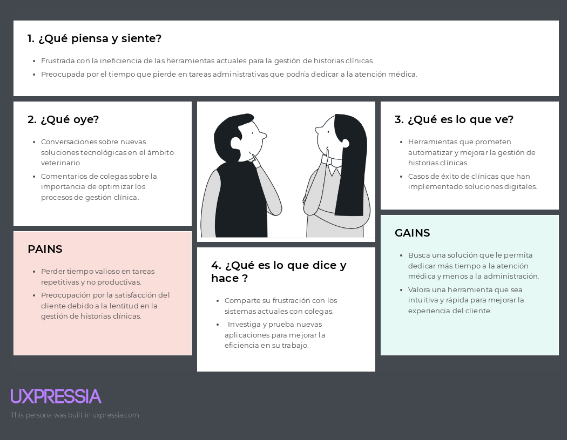 1. ¿Qué piensa y siente?
• Frustrada con la ineficiencia de las herramientas actuales para la gestión de historias clínicas.
• Preocupada por el tiempo que pierde en tareas administrativas que podría dedicar a la atención médica.
2. ¿Qué oye?
• Conversaciones sobre nuevas
soluciones tecnológicas en el ámbito
veterinario
• Comentarios de colegas sobre la
importancia de optimizar los
procesos de gestión clínica.
3. ¿Qué es lo que ve?
• Herramientas que prometen
automatizar y mejorar la gestión de
historias clínicas
• Casos de éxito de clínicas que han
implementado soluciones digitales.
PAINS
• Perder tiempo valioso en tareas
repetitivas y no productivas.
• Preocupación por la satisfacción del
cliente debido a la lentitud en la
gestión de historias clínicas.
4. ¿Qué es lo que dice y
hace ?
• Comparte su frustración con los
sistemas actuales con colegas.
• Investiga y prueba nuevas
aplicaciones para mejorar la
eficiencia en su trabajo
GAINS
• Busca una solución que le permita
dedicar más tiempo a la atención
médica y menos a la administración.
• Valora una herramienta que sea
intuitiva y rápida para mejorar la
experiencia del cliente
UXPRESSIA
This persona was built in uxpressia.com